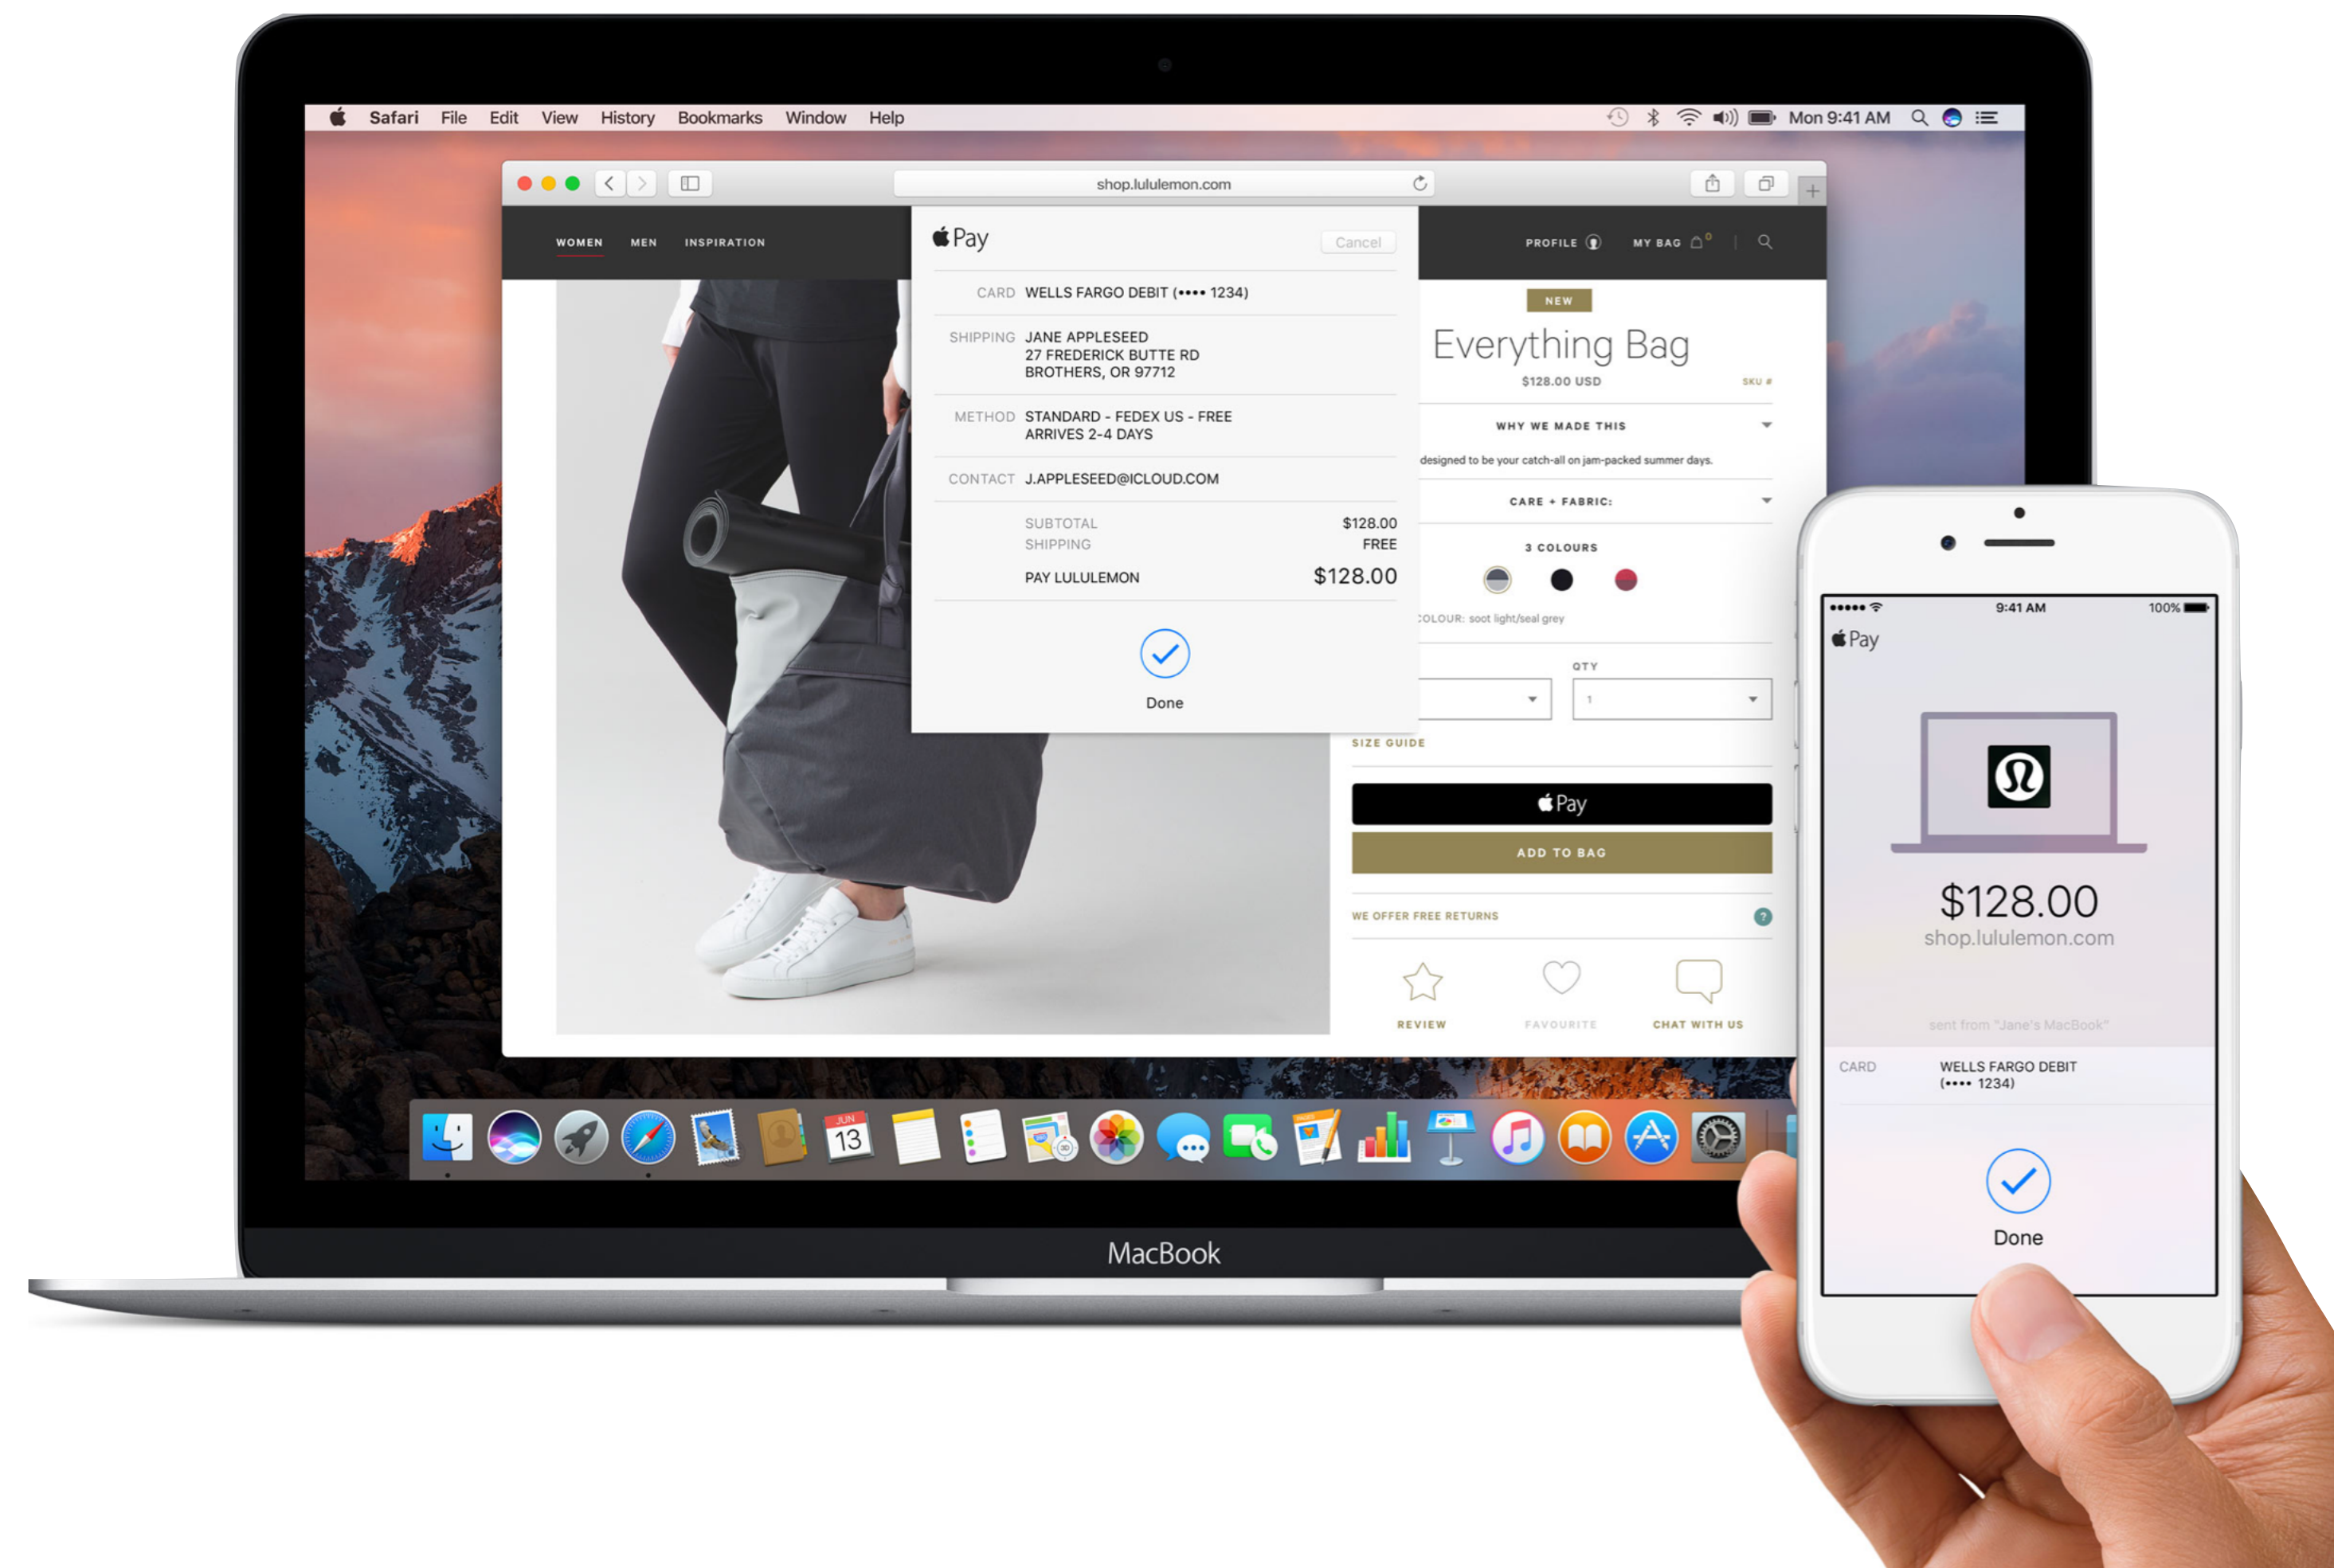 Safari File Edit View History Bookmarks Window Help
Mon 9:41 AM
shop.lululemon.com
WOMEN MEN INSPIRATION
PROFILE MY BAG 0
Pay
Cancel
CARD WELLS FARGO DEBIT (•••• 1234)
SHIPPING JANE APPLESEED
27 FREDERICK BUTTE RD
BROTHERS, OR 97712
METHOD STANDARD - FEDEX US - FREE
ARRIVES 2-4 DAYS
CONTACT J.APPLESEED@ICLOUD.COM
SUBTOTAL $128.00
SHIPPING FREE
PAY LULULEMON $128.00
Done
NEW
Everything Bag
$128.00 USD
SKU #
WHY WE MADE THIS
designed to be your catch-all on jam-packed summer days.
CARE + FABRIC:
3 COLOURS
COLOUR: soot light/seal grey
QTY
1
SIZE GUIDE
Pay
ADD TO BAG
WE OFFER FREE RETURNS
?
REVIEW FAVOURITE CHAT WITH US
JUN
13
PAGES
3D
MacBook
9:41 AM
100%
Pay
$128.00
shop.lululemon.com
sent from "Jane's MacBook"
CARD WELLS FARGO DEBIT
(•••• 1234)
Done